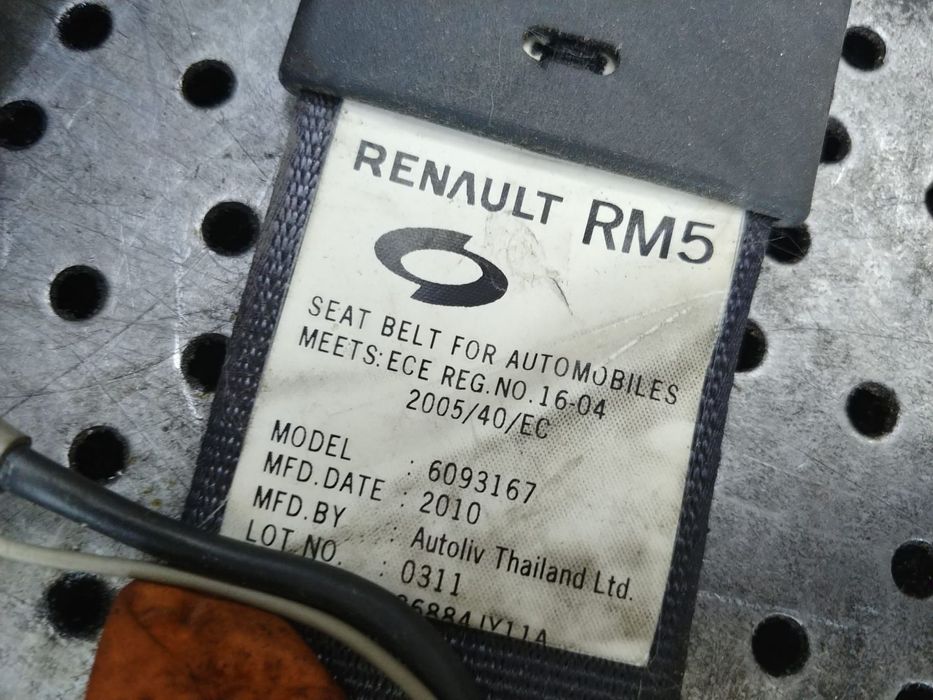 RENAULT RM5
SEAT BELT FOR AUTOMOBILES
MEETS: ECE REG.NO.16-04
2005/40/EC
MODEL : 6093167
MFD.DATE : 2010
MFD.BY : Autoliv Thailand Ltd.
LOT NO. : 0311